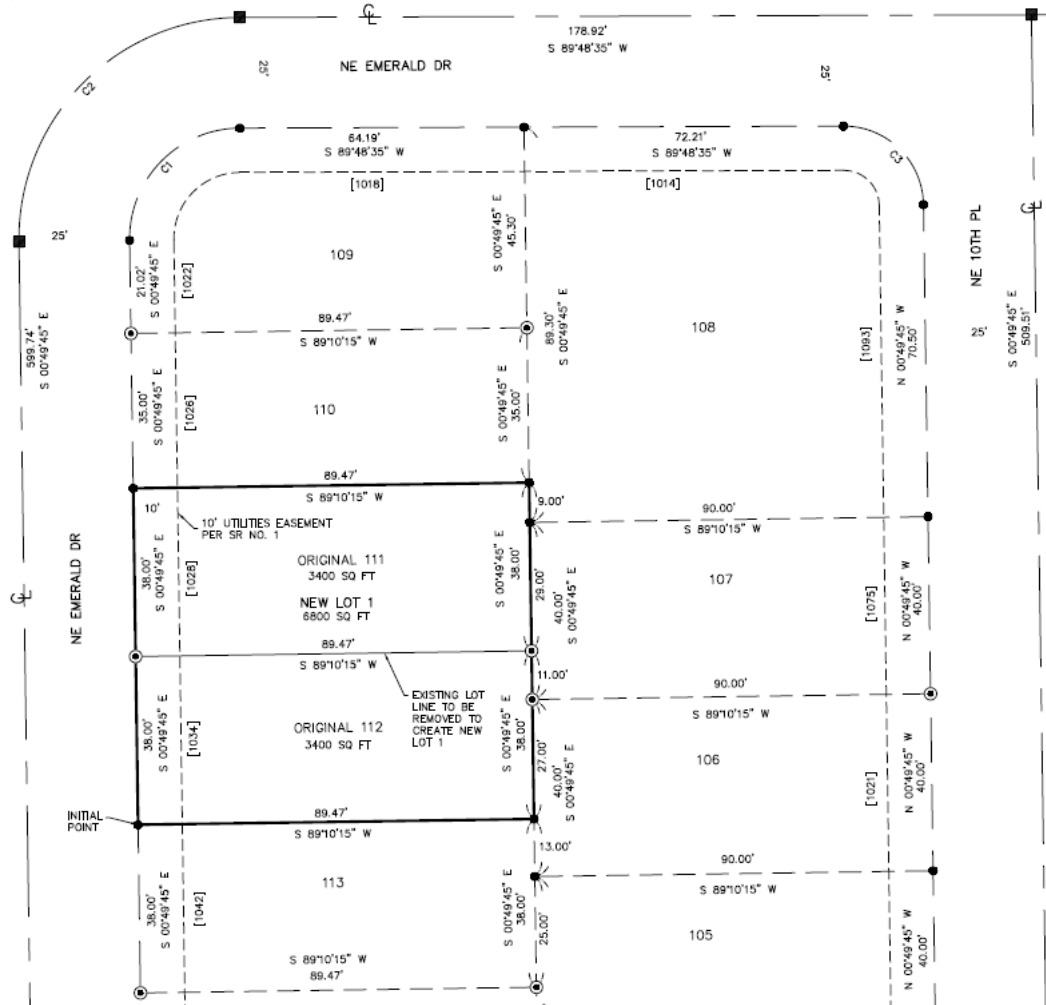 ℄
178.92'
S 89°48'35" W
NE EMERALD DR
25'
25'
C2
64.19'
S 89°48'35" W
72.21'
S 89°48'35" W
C1
C3
[1018]
[1014]
25'
21.02'
S 00°49'45" E
[1022]
109
S 00°49'45" E
45.30'
NE 10TH PL
℄
599.74'
S 00°49'45" E
89.47'
S 89°10'15" W
89.30'
S 00°49'45" E
108
[1093]
N 00°49'45" W
70.50'
25'
S 00°49'45" E
509.51'
35.00'
S 00°49'45" E
[1026]
110
S 00°49'45" E
35.00'
89.47'
S 89°10'15" W
10'
10' UTILITIES EASEMENT
PER SR NO. 1
9.00'
90.00'
S 89°10'15" W
38.00'
S 00°49'45" E
[1028]
ORIGINAL 111
3400 SQ FT
NEW LOT 1
6800 SQ FT
S 00°49'45" E
38.00'
29.00'
40.00'
S 00°49'45" E
107
[1075]
N 00°49'45" W
40.00'
℄
NE EMERALD DR
89.47'
S 89°10'15" W
11.00'
90.00'
S 89°10'15" W
EXISTING LOT
LINE TO BE
REMOVED TO
CREATE NEW
LOT 1
38.00'
S 00°49'45" E
[1034]
ORIGINAL 112
3400 SQ FT
S 00°49'45" E
38.00'
27.00'
40.00'
S 00°49'45" E
106
[1021]
N 00°49'45" W
40.00'
INITIAL
POINT
89.47'
S 89°10'15" W
13.00'
90.00'
S 89°10'15" W
38.00'
S 00°49'45" E
[1042]
113
S 00°49'45" E
38.00'
25.00'
105
N 00°49'45" W
40.00'
S 89°10'15" W
89.47'